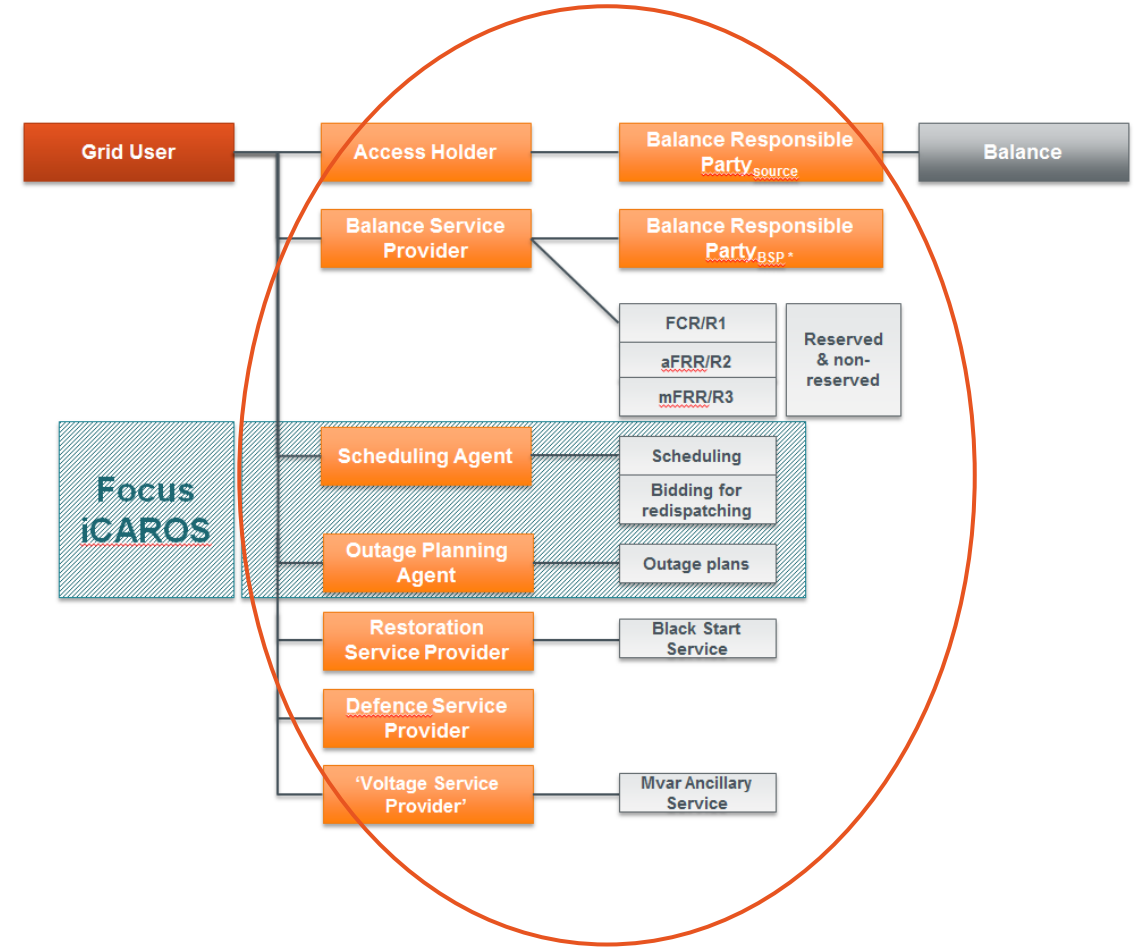 Grid User
Access Holder
Balance Responsible
Party source
Balance
Balance Service
Provider
Balance Responsible
Party BSP *
FCR/R1
aFRR/R2
mFRR/R3
Reserved
& non-
reserved
Focus
iCAROS
Scheduling Agent
Scheduling
Bidding for
redispatching
Outage Planning
Agent
Outage plans
Restoration
Service Provider
Black Start
Service
Defence Service
Provider
‘Voltage Service
Provider’
Mvar Ancillary
Service